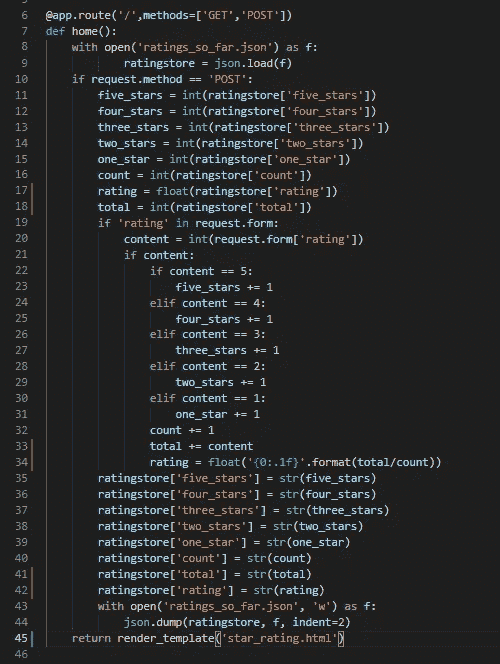 6 @app.route('/',methods=['GET','POST'])
7 def home():
8     with open('ratings_so_far.json') as f:
9             ratingstore = json.load(f)
10     if request.method == 'POST':
11         five_stars = int(ratingstore['five_stars'])
12         four_stars = int(ratingstore['four_stars'])
13         three_stars = int(ratingstore['three_stars'])
14         two_stars = int(ratingstore['two_stars'])
15         one_star = int(ratingstore['one_star'])
16         count = int(ratingstore['count'])
17         rating = float(ratingstore['rating'])
18         total = int(ratingstore['total'])
19         if 'rating' in request.form:
20             content = int(request.form['rating'])
21             if content:
22                 if content == 5:
23                     five_stars += 1
24                 elif content == 4:
25                     four_stars += 1
26                 elif content == 3:
27                     three_stars += 1
28                 elif content == 2:
29                     two_stars += 1
30                 elif content == 1:
31                     one_star += 1
32                 count += 1
33                 total += content
34                 rating = float('{0:.1f}'.format(total/count))
35         ratingstore['five_stars'] = str(five_stars)
36         ratingstore['four_stars'] = str(four_stars)
37         ratingstore['three_stars'] = str(three_stars)
38         ratingstore['two_stars'] = str(two_stars)
39         ratingstore['one_star'] = str(one_star)
40         ratingstore['count'] = str(count)
41         ratingstore['total'] = str(total)
42         ratingstore['rating'] = str(rating)
43         with open('ratings_so_far.json', 'w') as f:
44             json.dump(ratingstore, f, indent=2)
45     return render_template('star_rating.html')